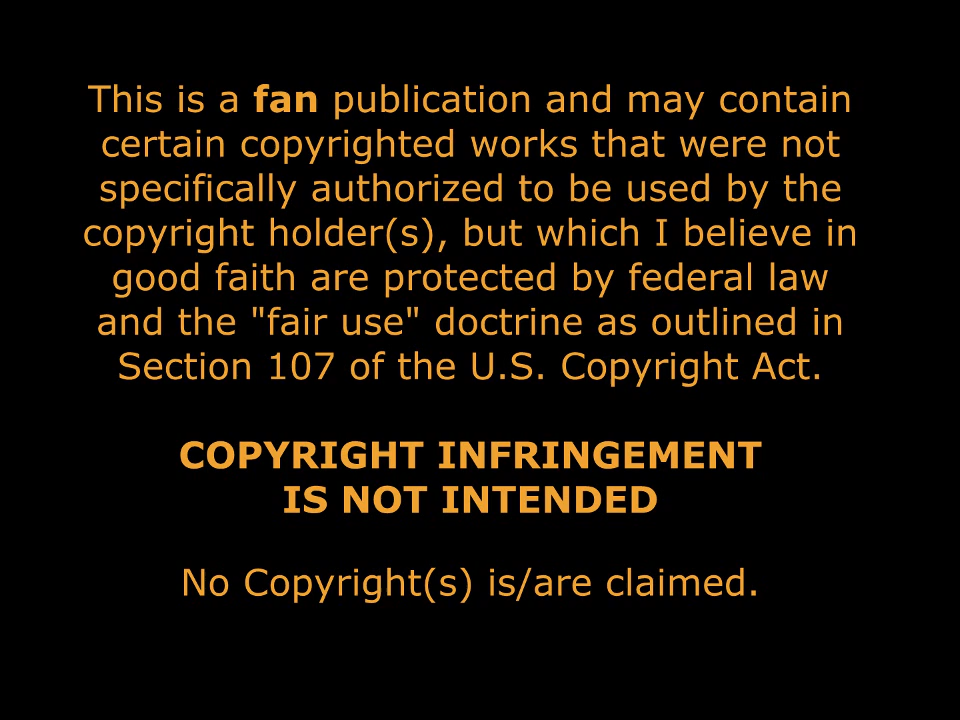 This is a fan publication and may contain
certain copyrighted works that were not
specifically authorized to be used by the
copyright holder(s), but which I believe in
good faith are protected by federal law
and the "fair use" doctrine as outlined in
Section 107 of the U.S. Copyright Act.
COPYRIGHT INFRINGEMENT
IS NOT INTENDED
No Copyright(s) is/are claimed.